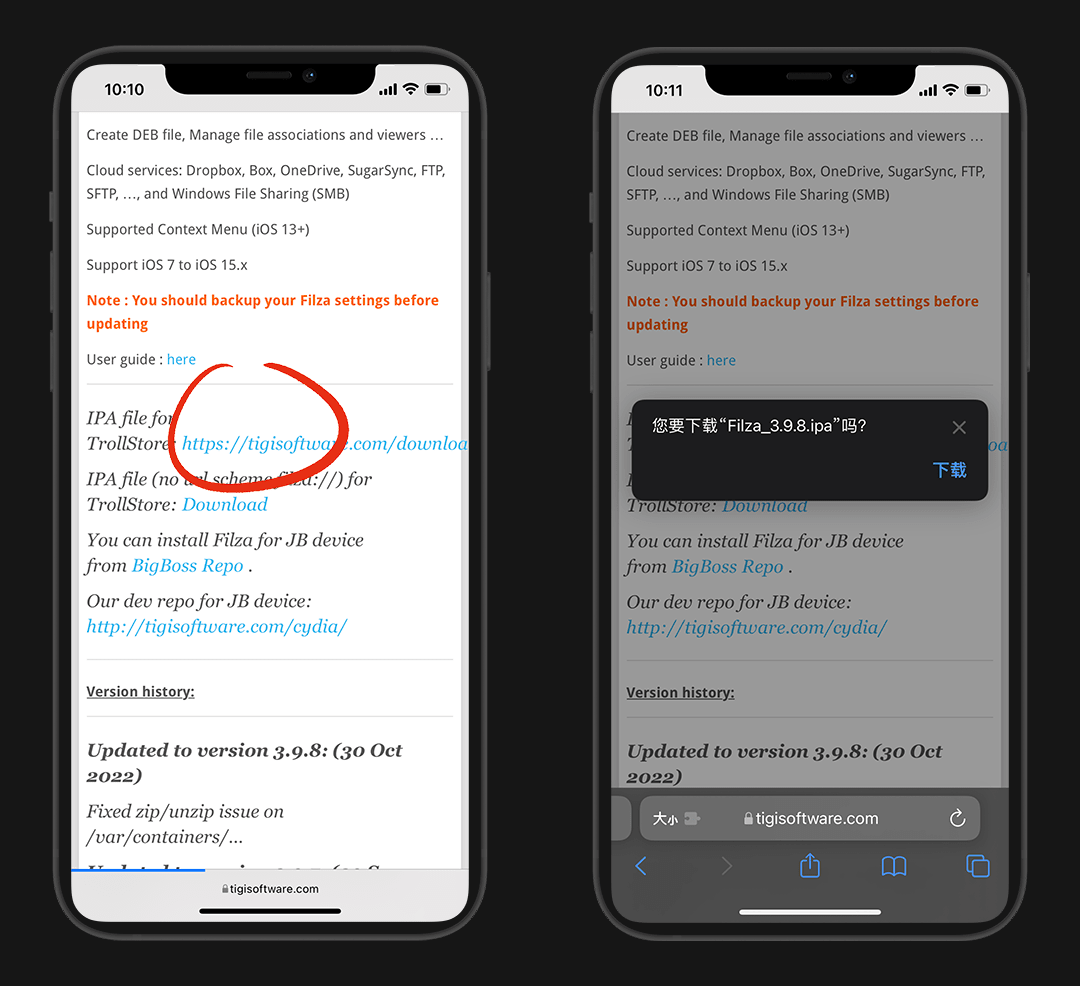 10:10
Create DEB file, Manage file associations and viewers …
Cloud services: Dropbox, Box, OneDrive, SugarSync, FTP,
SFTP, …, and Windows File Sharing (SMB)
Supported Context Menu (iOS 13+)
Support iOS 7 to iOS 15.x
Note : You should backup your Filza settings before
updating
User guide : here
IPA file for
TrollStore: https://tigisoftware.com/downloa
IPA file (no url scheme filza://) for
TrollStore: Download
You can install Filza for JB device
from BigBoss Repo .
Our dev repo for JB device:
http://tigisoftware.com/cydia/
Version history:
Updated to version 3.9.8: (30 Oct
2022)
Fixed zip/unzip issue on
/var/containers/…
tigisoftware.com
10:11
Create DEB file, Manage file associations and viewers …
Cloud services: Dropbox, Box, OneDrive, SugarSync, FTP,
SFTP, …, and Windows File Sharing (SMB)
Supported Context Menu (iOS 13+)
Support iOS 7 to iOS 15.x
Note : You should backup your Filza settings before
updating
User guide : here
您要下载“Filza_3.9.8.ipa”吗?
下载
TrollStore: Download
You can install Filza for JB device
from BigBoss Repo .
Our dev repo for JB device:
http://tigisoftware.com/cydia/
Version history:
Updated to version 3.9.8: (30 Oct
2022)
大小
tigisoftware.com